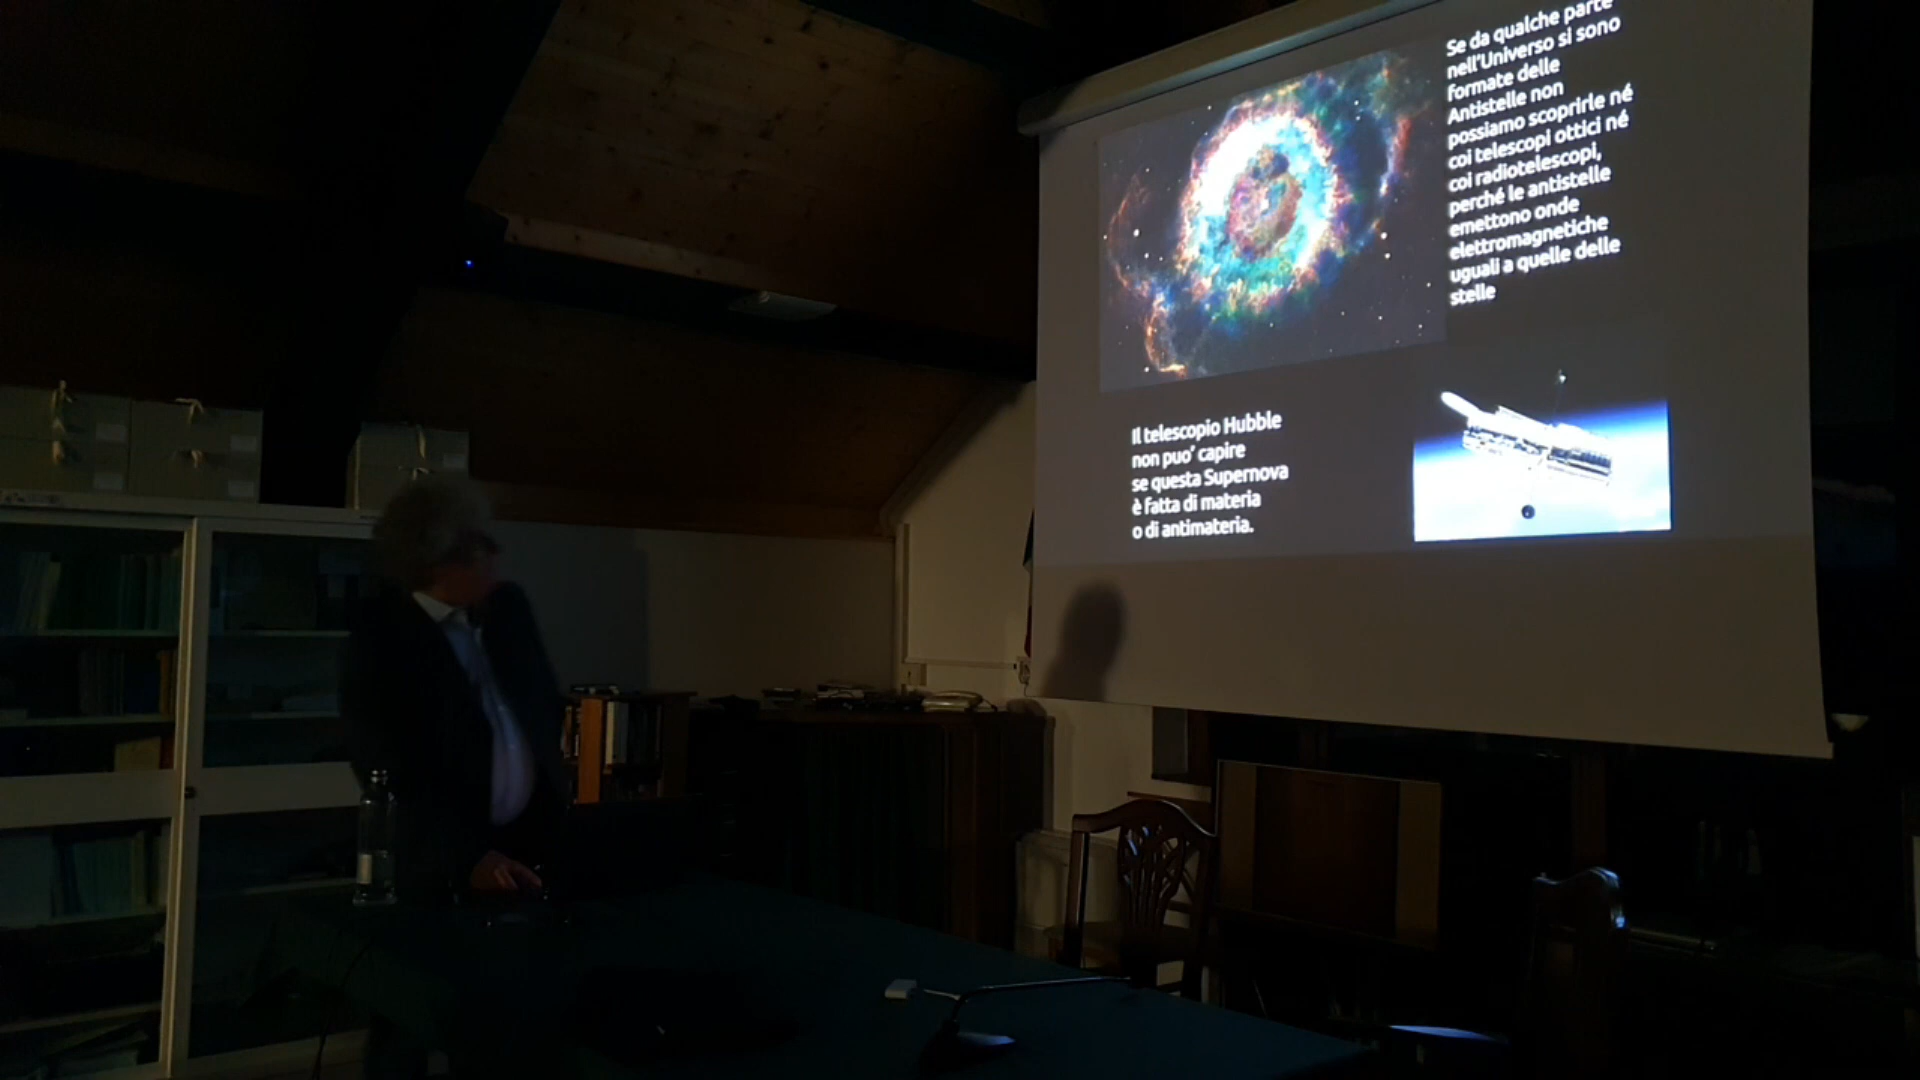 Se da qualche parte
nell'Universo si sono
formate delle
Antistelle non
possiamo scoprirle né
coi telescopi ottici né
coi radiotelescopi,
perché le antistelle
emettono onde
elettromagnetiche
uguali a quelle delle
stelle
Il telescopio Hubble
non puo' capire
se questa Supernova
è fatta di materia
o di antimateria.